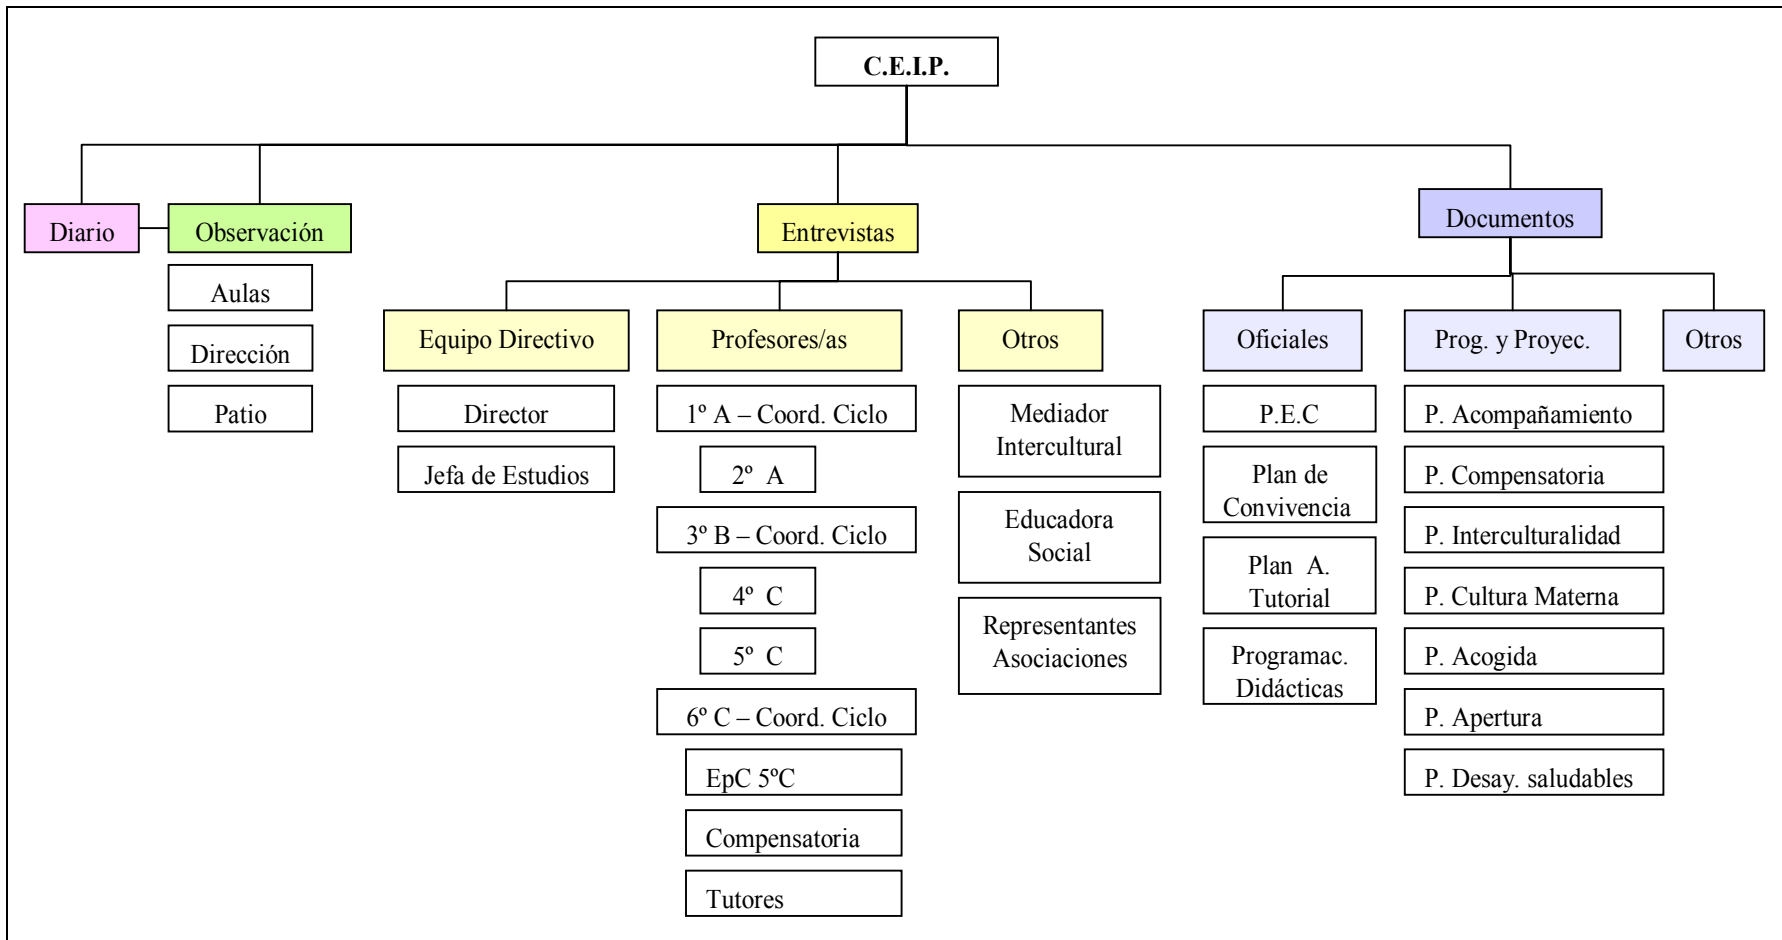 C.E.I.P.
Diario
Observación
Aulas
Dirección
Patio
Entrevistas
Equipo Directivo
Director
Jefa de Estudios
Profesores/as
1º A – Coord. Ciclo
2º A
3º B – Coord. Ciclo
4º C
5º C
6º C – Coord. Ciclo
EpC 5ºC
Compensatoria
Tutores
Otros
Mediador
Intercultural
Educadora
Social
Representantes
Asociaciones
Documentos
Oficiales
P.E.C
Plan de
Convivencia
Plan A.
Tutorial
Programac.
Didácticas
Prog. y Proyec.
P. Acompañamiento
P. Compensatoria
P. Interculturalidad
P. Cultura Materna
P. Acogida
P. Apertura
P. Desay. saludables
Otros